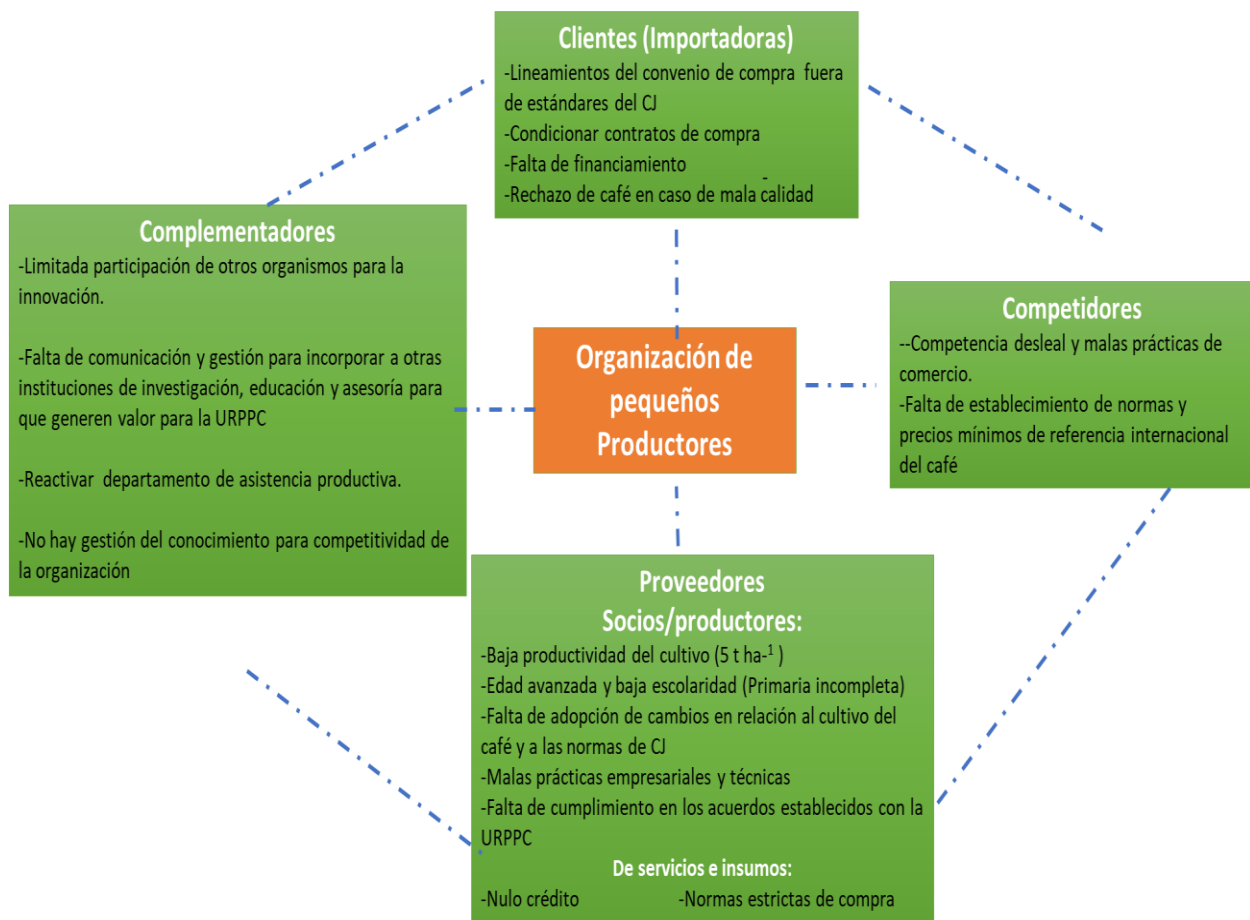 Clientes (Importadoras)
-Lineamientos del convenio de compra fuera
de estándares del CJ
-Condicionar contratos de compra
-Falta de financiamiento
-
-Rechazo de café en caso de mala calidad
Complementadores
-Limitada participación de otros organismos para la
innovación.
-Falta de comunicación y gestión para incorporar a otras
instituciones de investigación, educación y asesoría para
que generen valor para la URPPC
-Reactivar departamento de asistencia productiva.
-No hay gestión del conocimiento para competitividad de
la organización
Organización de
pequeños
Productores
Competidores
--Competencia desleal y malas prácticas de
comercio.
-Falta de establecimiento de normas y
precios mínimos de referencia internacional
del café
Proveedores
Socios/productores:
-Baja productividad del cultivo (5 t ha-¹ )
-Edad avanzada y baja escolaridad (Primaria incompleta)
-Falta de adopción de cambios en relación al cultivo del
café y a las normas de CJ
-Malas prácticas empresariales y técnicas
-Falta de cumplimiento en los acuerdos establecidos con la
URPPC
De servicios e insumos:
-Nulo crédito -Normas estrictas de compra